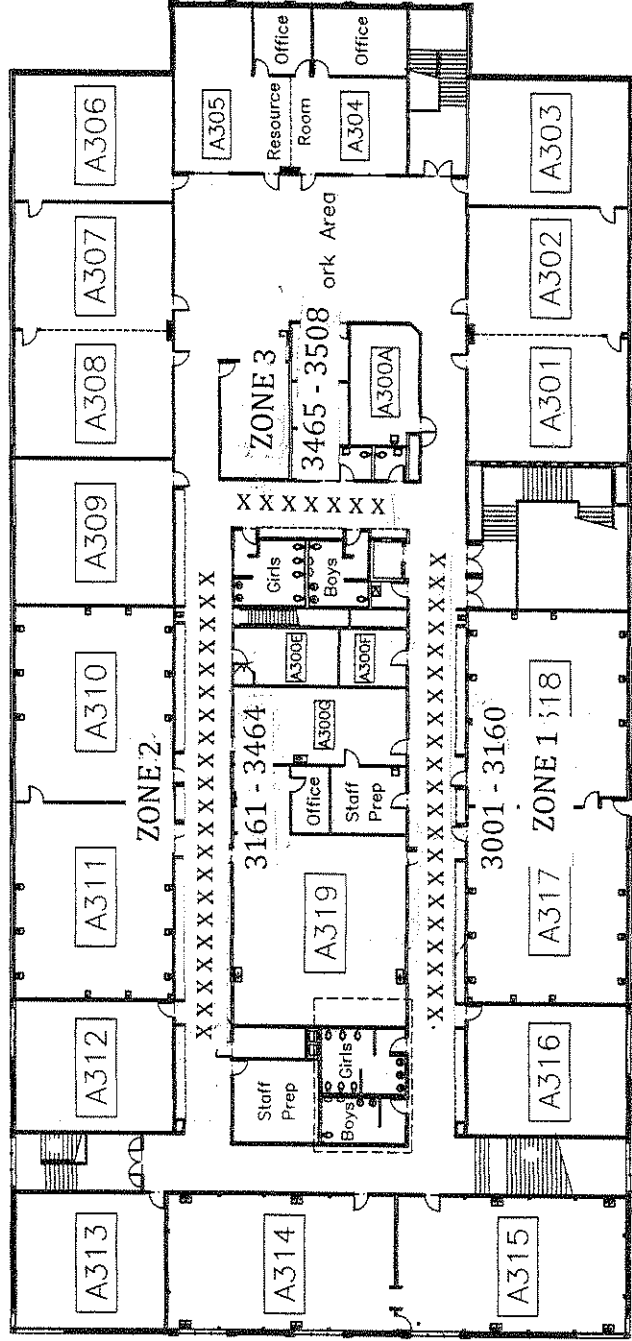 A306
A307
A308
A309
A310
A311
A312
A313
A305
Office
Office
Resource
Room
A304
A303
A302
A301
ork Area
ZONE 3
3465 - 3508
A300A
X X X X X X X
Girls
Boys
X X X X X X X X X X X X X X X X X X X X
ZONE 2
3161 - 3464
A300E
A300F
A300G
Office
Staff
Prep
A319
X X X X X X X X X X X X X X X X X X X X
3001 - 3160
ZONE 1
318
A317
A316
Staff
Prep
Girls
Boys
A314
A315